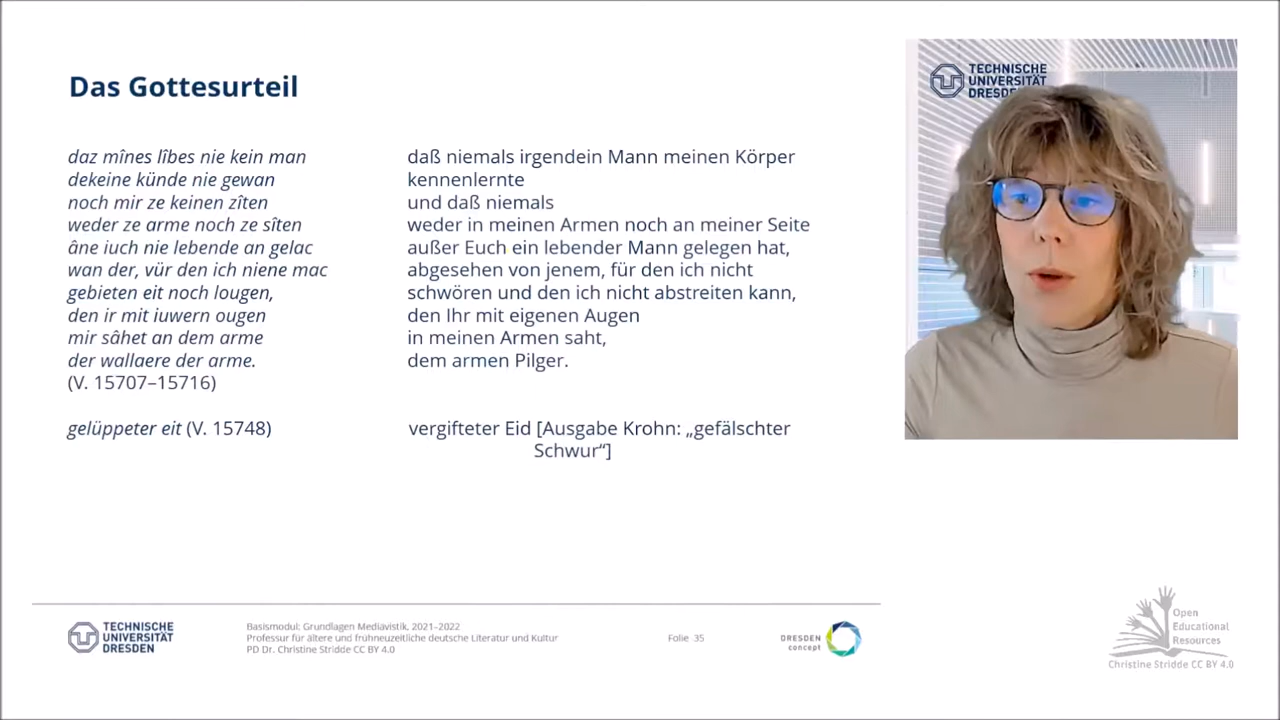 Das Gottesurteil
daz mînes lîbes nie kein man
dekeine künde nie gewan
noch mir ze keinen zîten
weder ze arme noch ze sîten
âne iuch nie lebende an gelac
wan der, vür den ich niene mac
gebieten eit noch lougen,
den ir mit iuwern ougen
mir sâhet an dem arme
der wallaere der arme.
(V. 15707–15716)
gelüppeter eit (V. 15748)
daß niemals irgendein Mann meinen Körper
kennenlernte
und daß niemals
weder in meinen Armen noch an meiner Seite
außer Euch ein lebender Mann gelegen hat,
abgesehen von jenem, für den ich nicht
schwören und den ich nicht abstreiten kann,
den Ihr mit eigenen Augen
in meinen Armen saht,
dem armen Pilger.
vergifteter Eid [Ausgabe Krohn: „gefälschter
Schwur“]
TECHNISCHE
UNIVERSITÄT
DRESDEN
TECHNISCHE
UNIVERSITÄT
DRESDEN
Basismodul: Grundlagen Mediävistik, 2021–2022
Professur für ältere und frühneuzeitliche deutsche Literatur und Kultur
PD Dr. Christine Stridde CC BY 4.0
Folie 35
DRESDEN
concept
Open
Educational
Resources
Christine Stridde CC BY 4.0